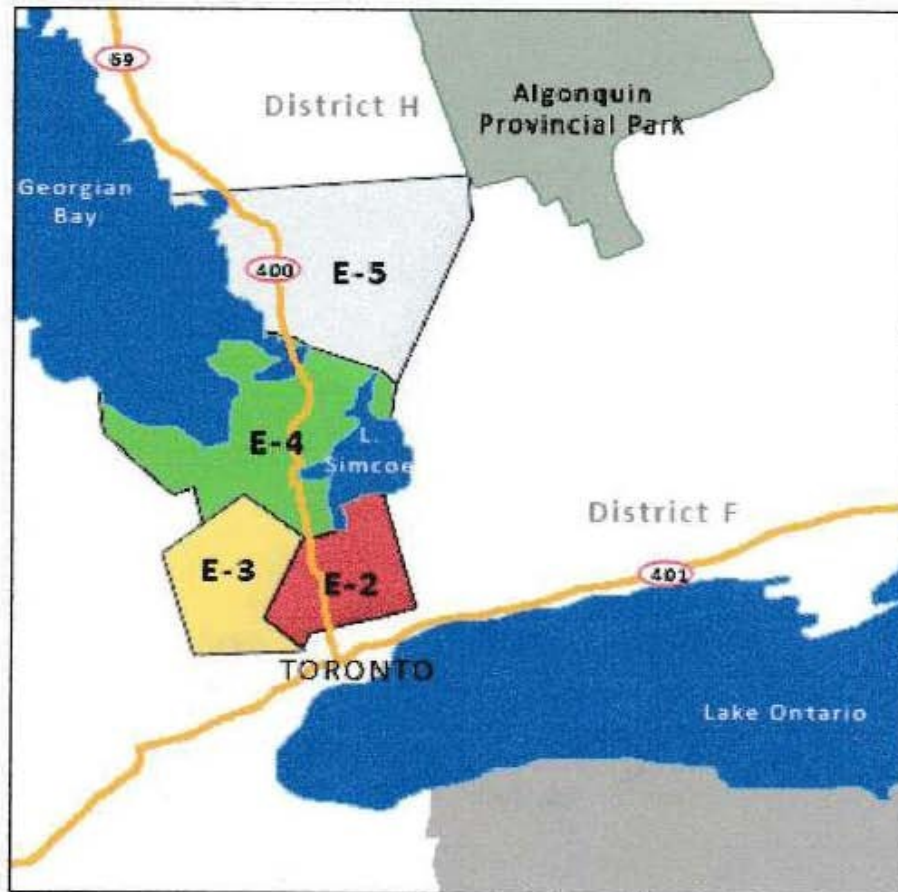 69
District H
Algonquin
Provincial Park
Georgian
Bay
400
E-5
E-4
L.
Simcoe
District F
E-3
E-2
401
TORONTO
Lake Ontario